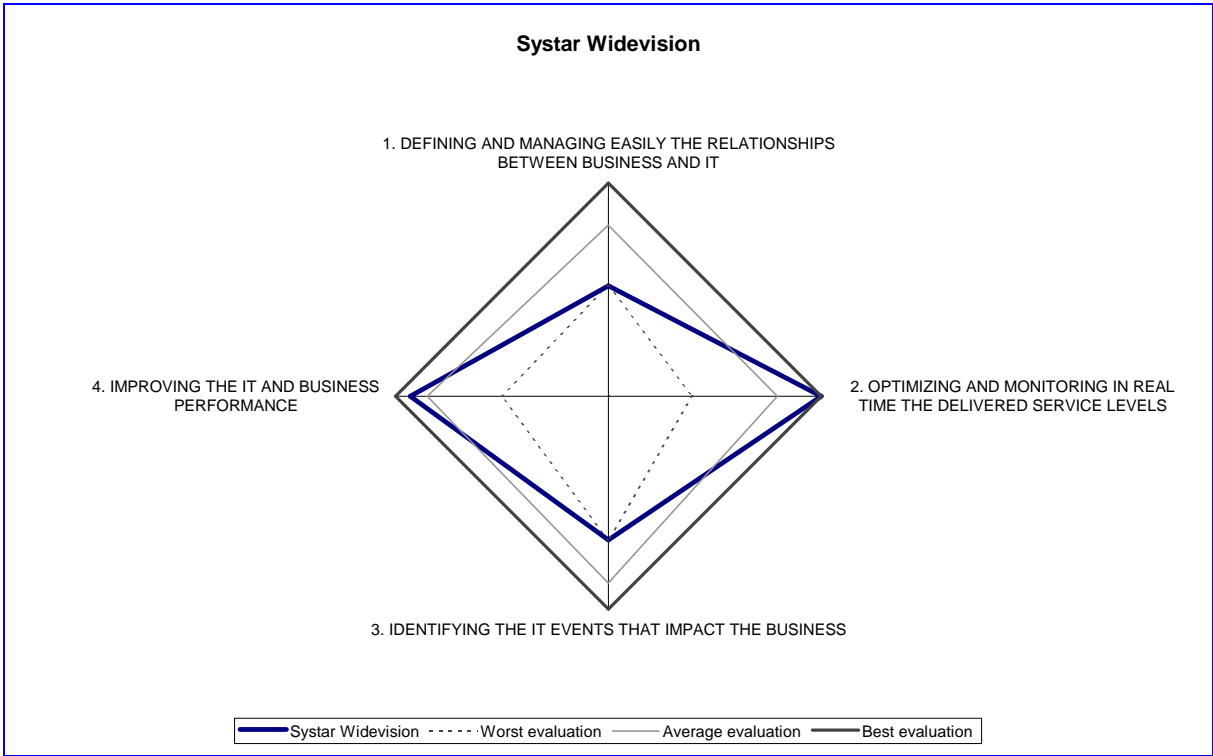 Systar Widevision
1. DEFINING AND MANAGING EASILY THE RELATIONSHIPS
BETWEEN BUSINESS AND IT
4. IMPROVING THE IT AND BUSINESS
PERFORMANCE
2. OPTIMIZING AND MONITORING IN REAL
TIME THE DELIVERED SERVICE LEVELS
3. IDENTIFYING THE IT EVENTS THAT IMPACT THE BUSINESS
Systar Widevision Worst evaluation Average evaluation Best evaluation